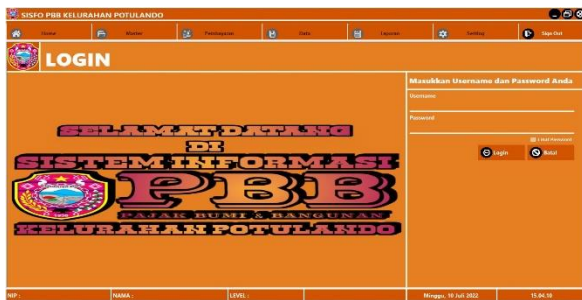 SISFO PBB KELURAHAN POTULANDO
Home Master Pembayaran Data Laporan Setting Sign Out
LOGIN
Masukkan Username dan Password Anda
Username
Password
Lihat Password
Login Batal
SELAMAT DATANG
DI
SISTEM INFORMASI
PBB
PAJAK BUMI & BANGUNAN
KELURAHAN POTULANDO
NIP : NAMA : LEVEL : Minggu, 10 Juli 2022 15.04.10